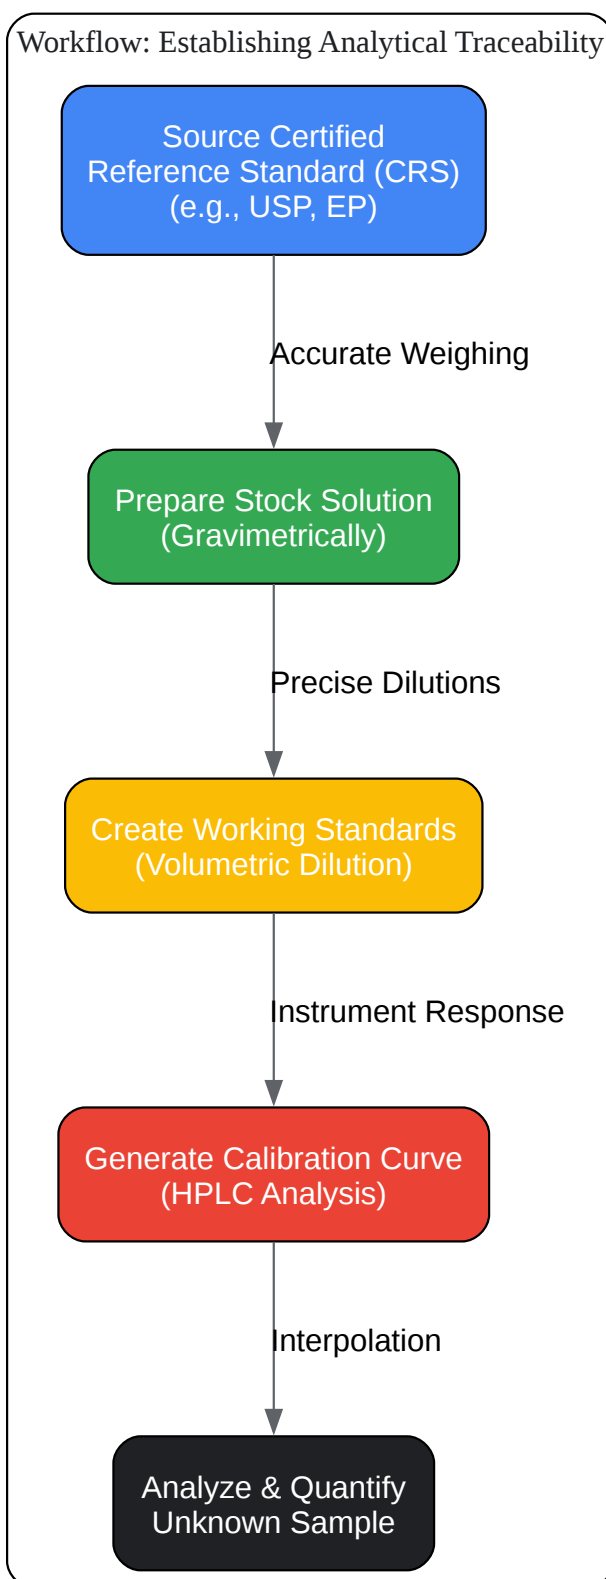 Workflow: Establishing Analytical Traceability
Source Certified
Reference Standard (CRS)
(e.g., USP, EP)
Accurate Weighing
Prepare Stock Solution
(Gravimetrically)
Precise Dilutions
Create Working Standards
(Volumetric Dilution)
Instrument Response
Generate Calibration Curve
(HPLC Analysis)
Interpolation
Analyze & Quantify
Unknown Sample